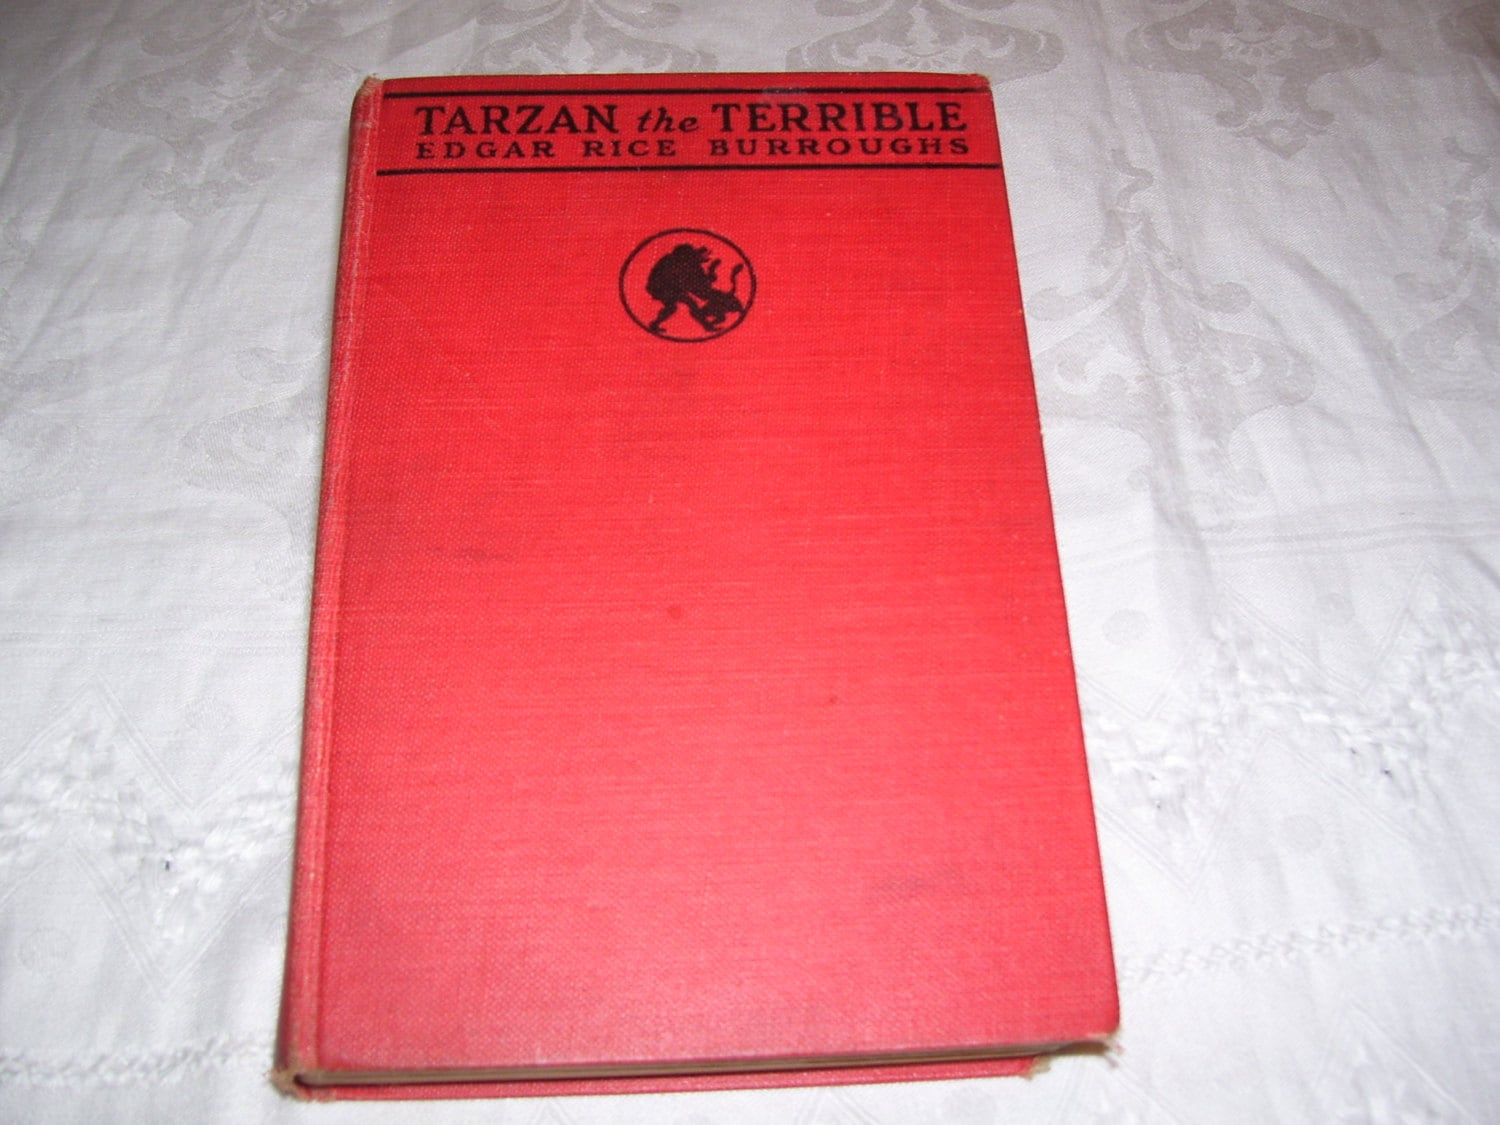 TARZAN the TERRIBLE
EDGAR RICE BURROUGHS